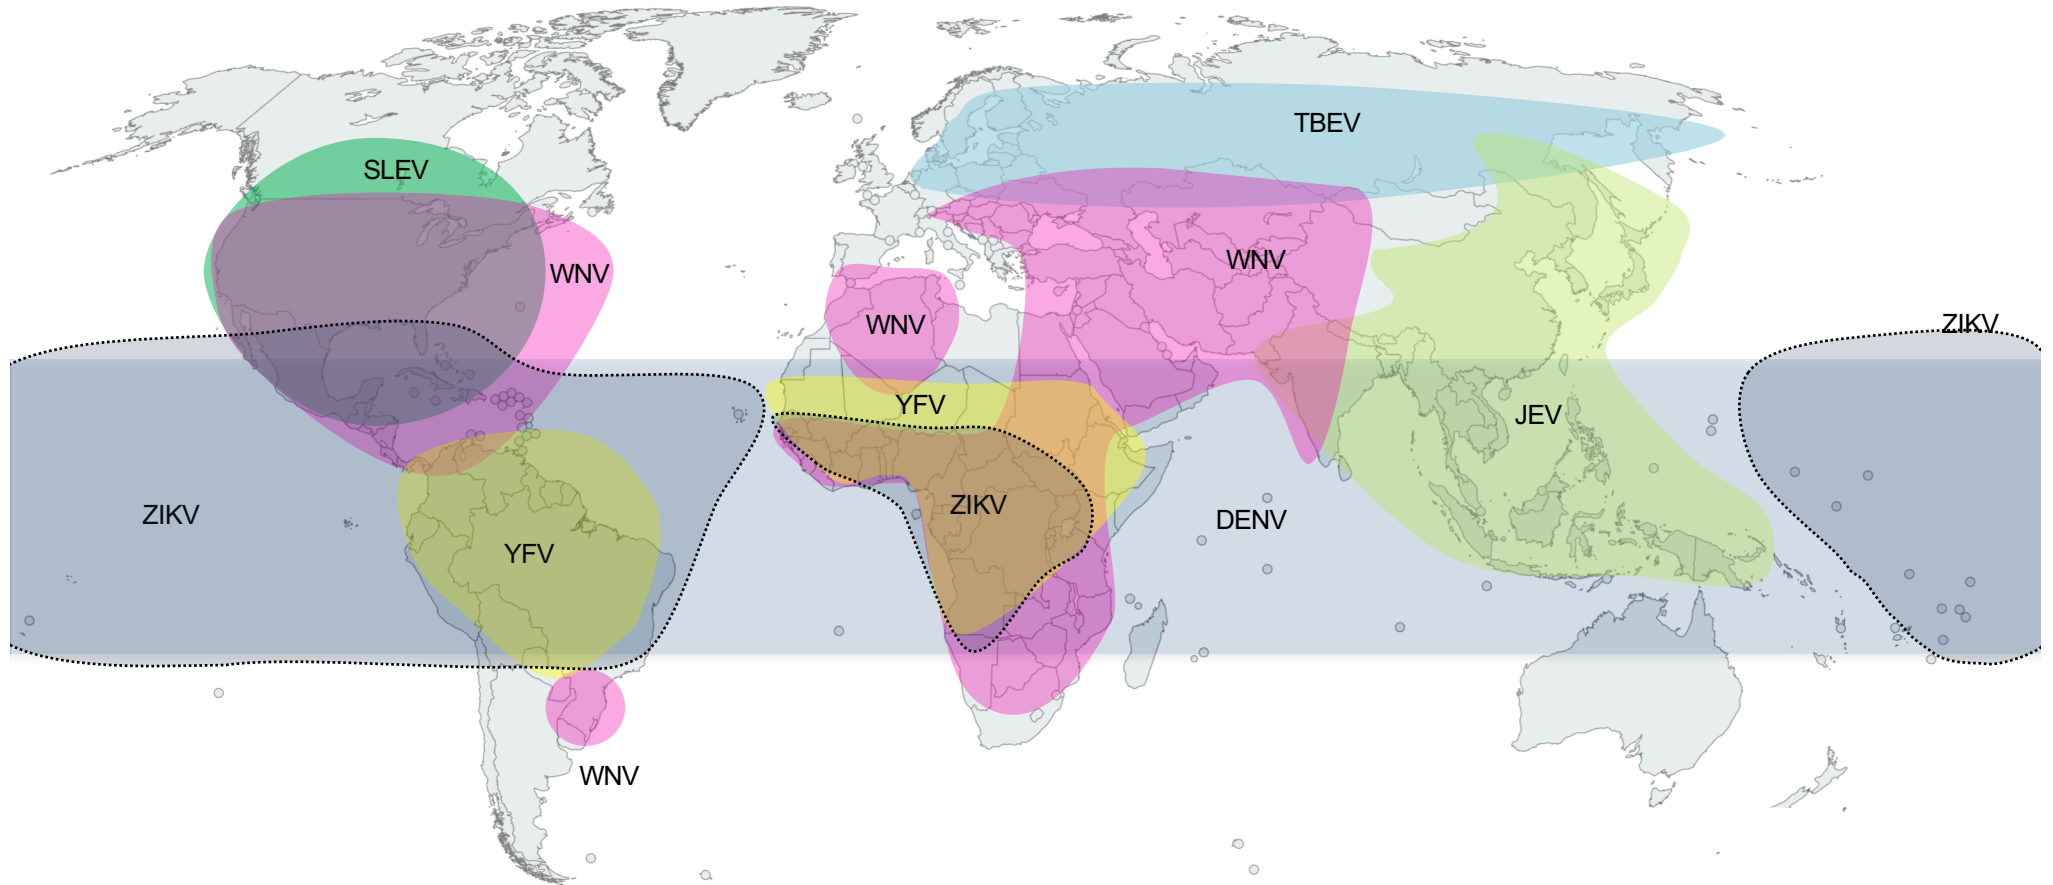 TBEV
SLEV
WNV
WNV
WNV
ZIKV
YFV
JEV
ZIKV
ZIKV
DENV
YFV
WNV